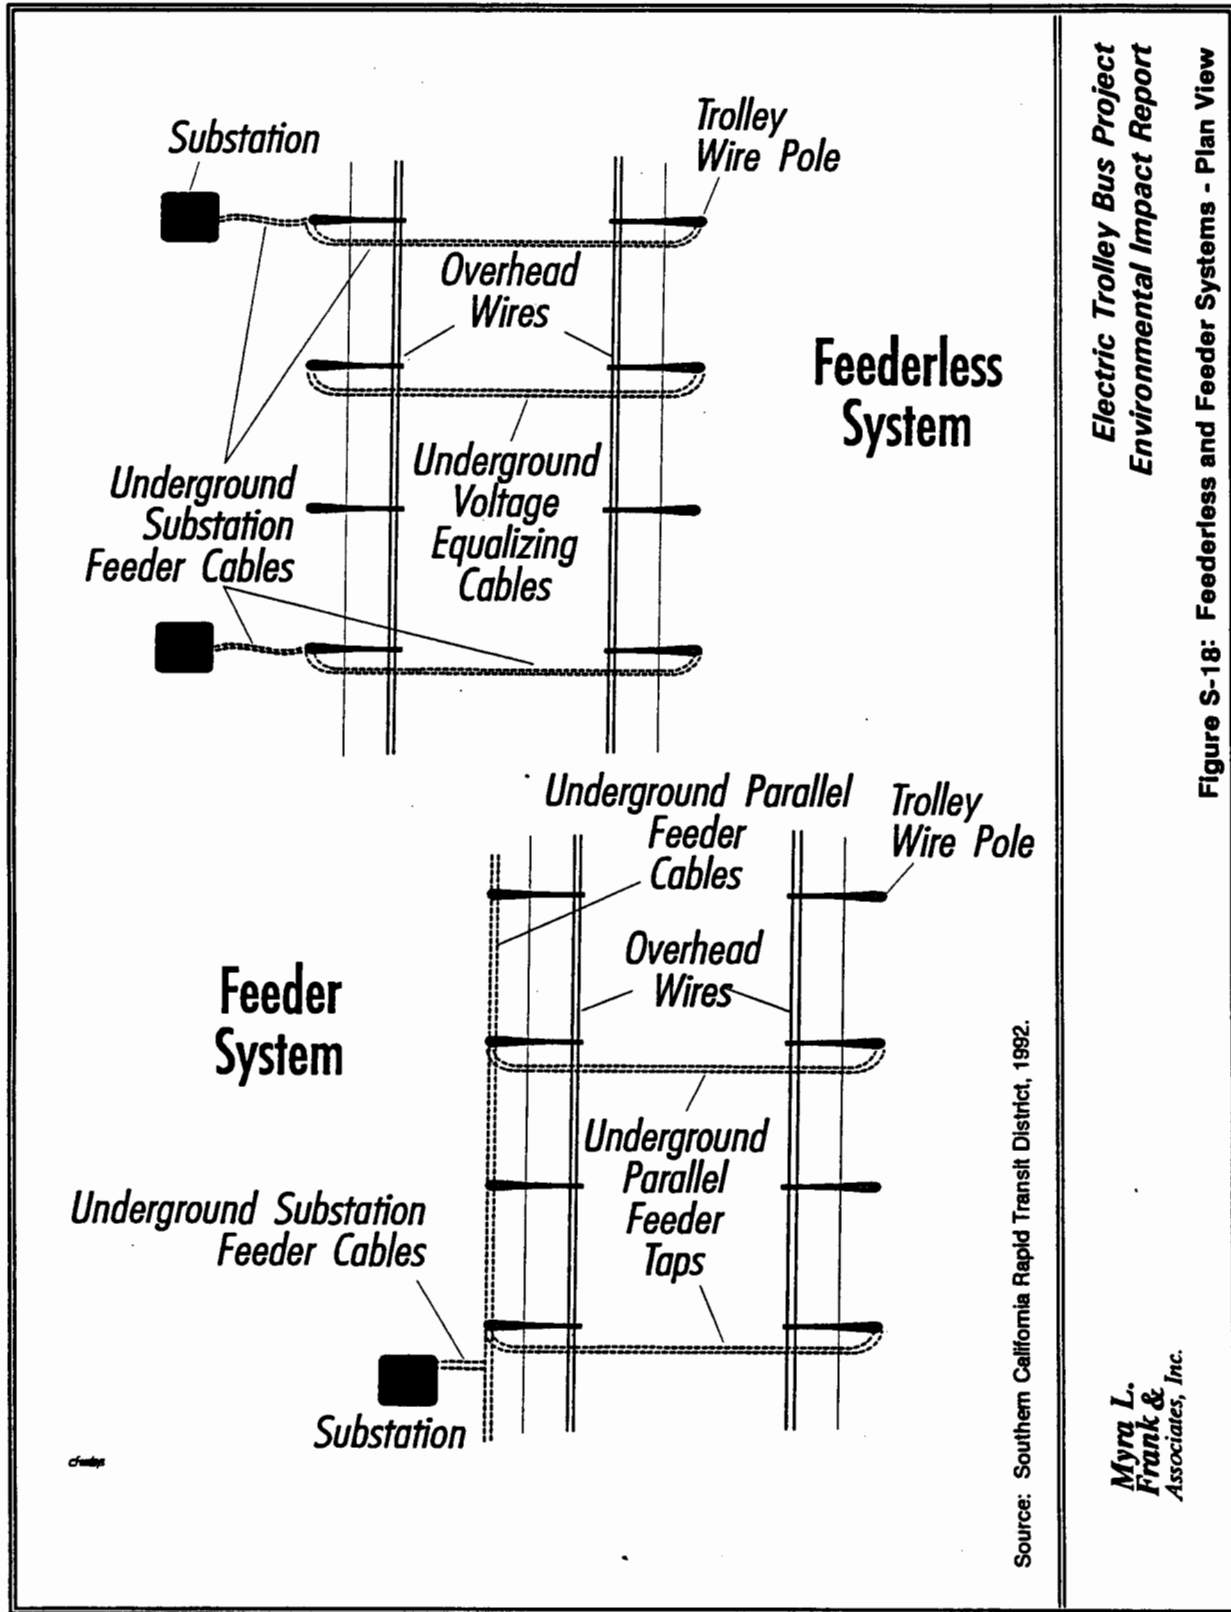 Substation
Trolley
Wire Pole
Overhead
Wires
Feederless
System
Underground
Voltage
Equalizing
Cables
Underground
Substation
Feeder Cables
Underground Parallel
Feeder
Cables
Trolley
Wire Pole
Overhead
Wires
Feeder
System
Underground
Parallel
Feeder
Taps
Underground Substation
Feeder Cables
Substation
Source: Southern California Rapid Transit District, 1992.
Electric Trolley Bus Project
Environmental Impact Report
Figure S-18: Feederless and Feeder Systems - Plan View
Myra L.
Frank &
Associates, Inc.